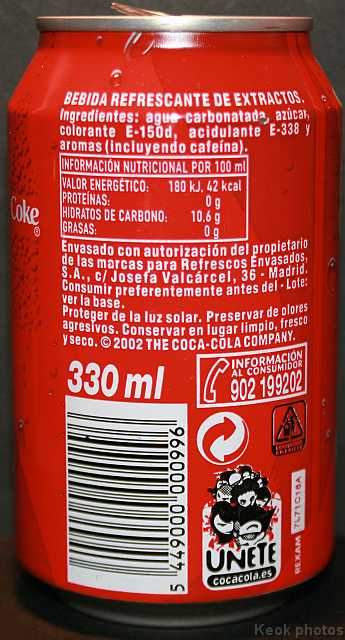 BEBIDA REFRESCANTE DE EXTRACTOS.
Ingredientes: agua carbonatada, azúcar,
colorante E-150d, acidulante E-338 y
aromas (incluyendo cafeína).
INFORMACIÓN NUTRICIONAL POR 100 ml
VALOR ENERGÉTICO: 180 kJ, 42 kcal
PROTEÍNAS: 0 g
HIDRATOS DE CARBONO: 10.6 g
GRASAS: 0 g
Coke
®
Envasado con autorización del propietario
de las marcas para Refrescos Envasados,
S.A., c/ Josefa Valcárcel, 36 - Madrid.
Consumir preferentemente antes del - Lote:
ver la base.
Proteger de la luz solar. Preservar de olores
agresivos. Conservar en lugar limpio, fresco
y seco. © 2002 THE COCA-COLA COMPANY.
330 ml
INFORMACIÓN
AL CONSUMIDOR
902 199202
5 449000 000996
ÚNETE
cocacola.es
REXAM 7L71C16A
Keok photos